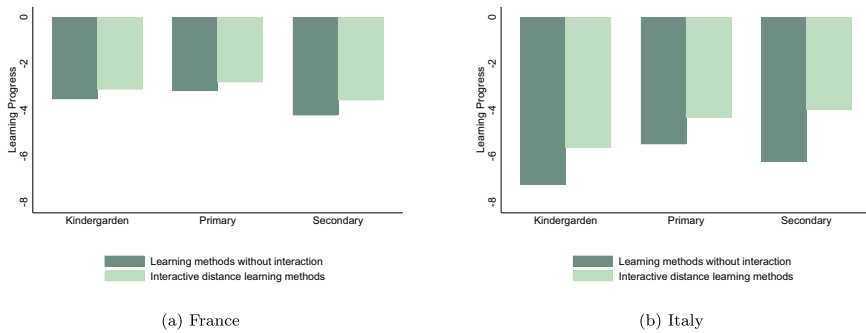 Learning Progress
0
-2
-4
-6
-8
Kindergarden Primary Secondary
Learning methods without interaction
Interactive distance learning methods
(a) France
Learning Progress
0
-2
-4
-6
-8
Kindergarden Primary Secondary
Learning methods without interaction
Interactive distance learning methods
(b) Italy